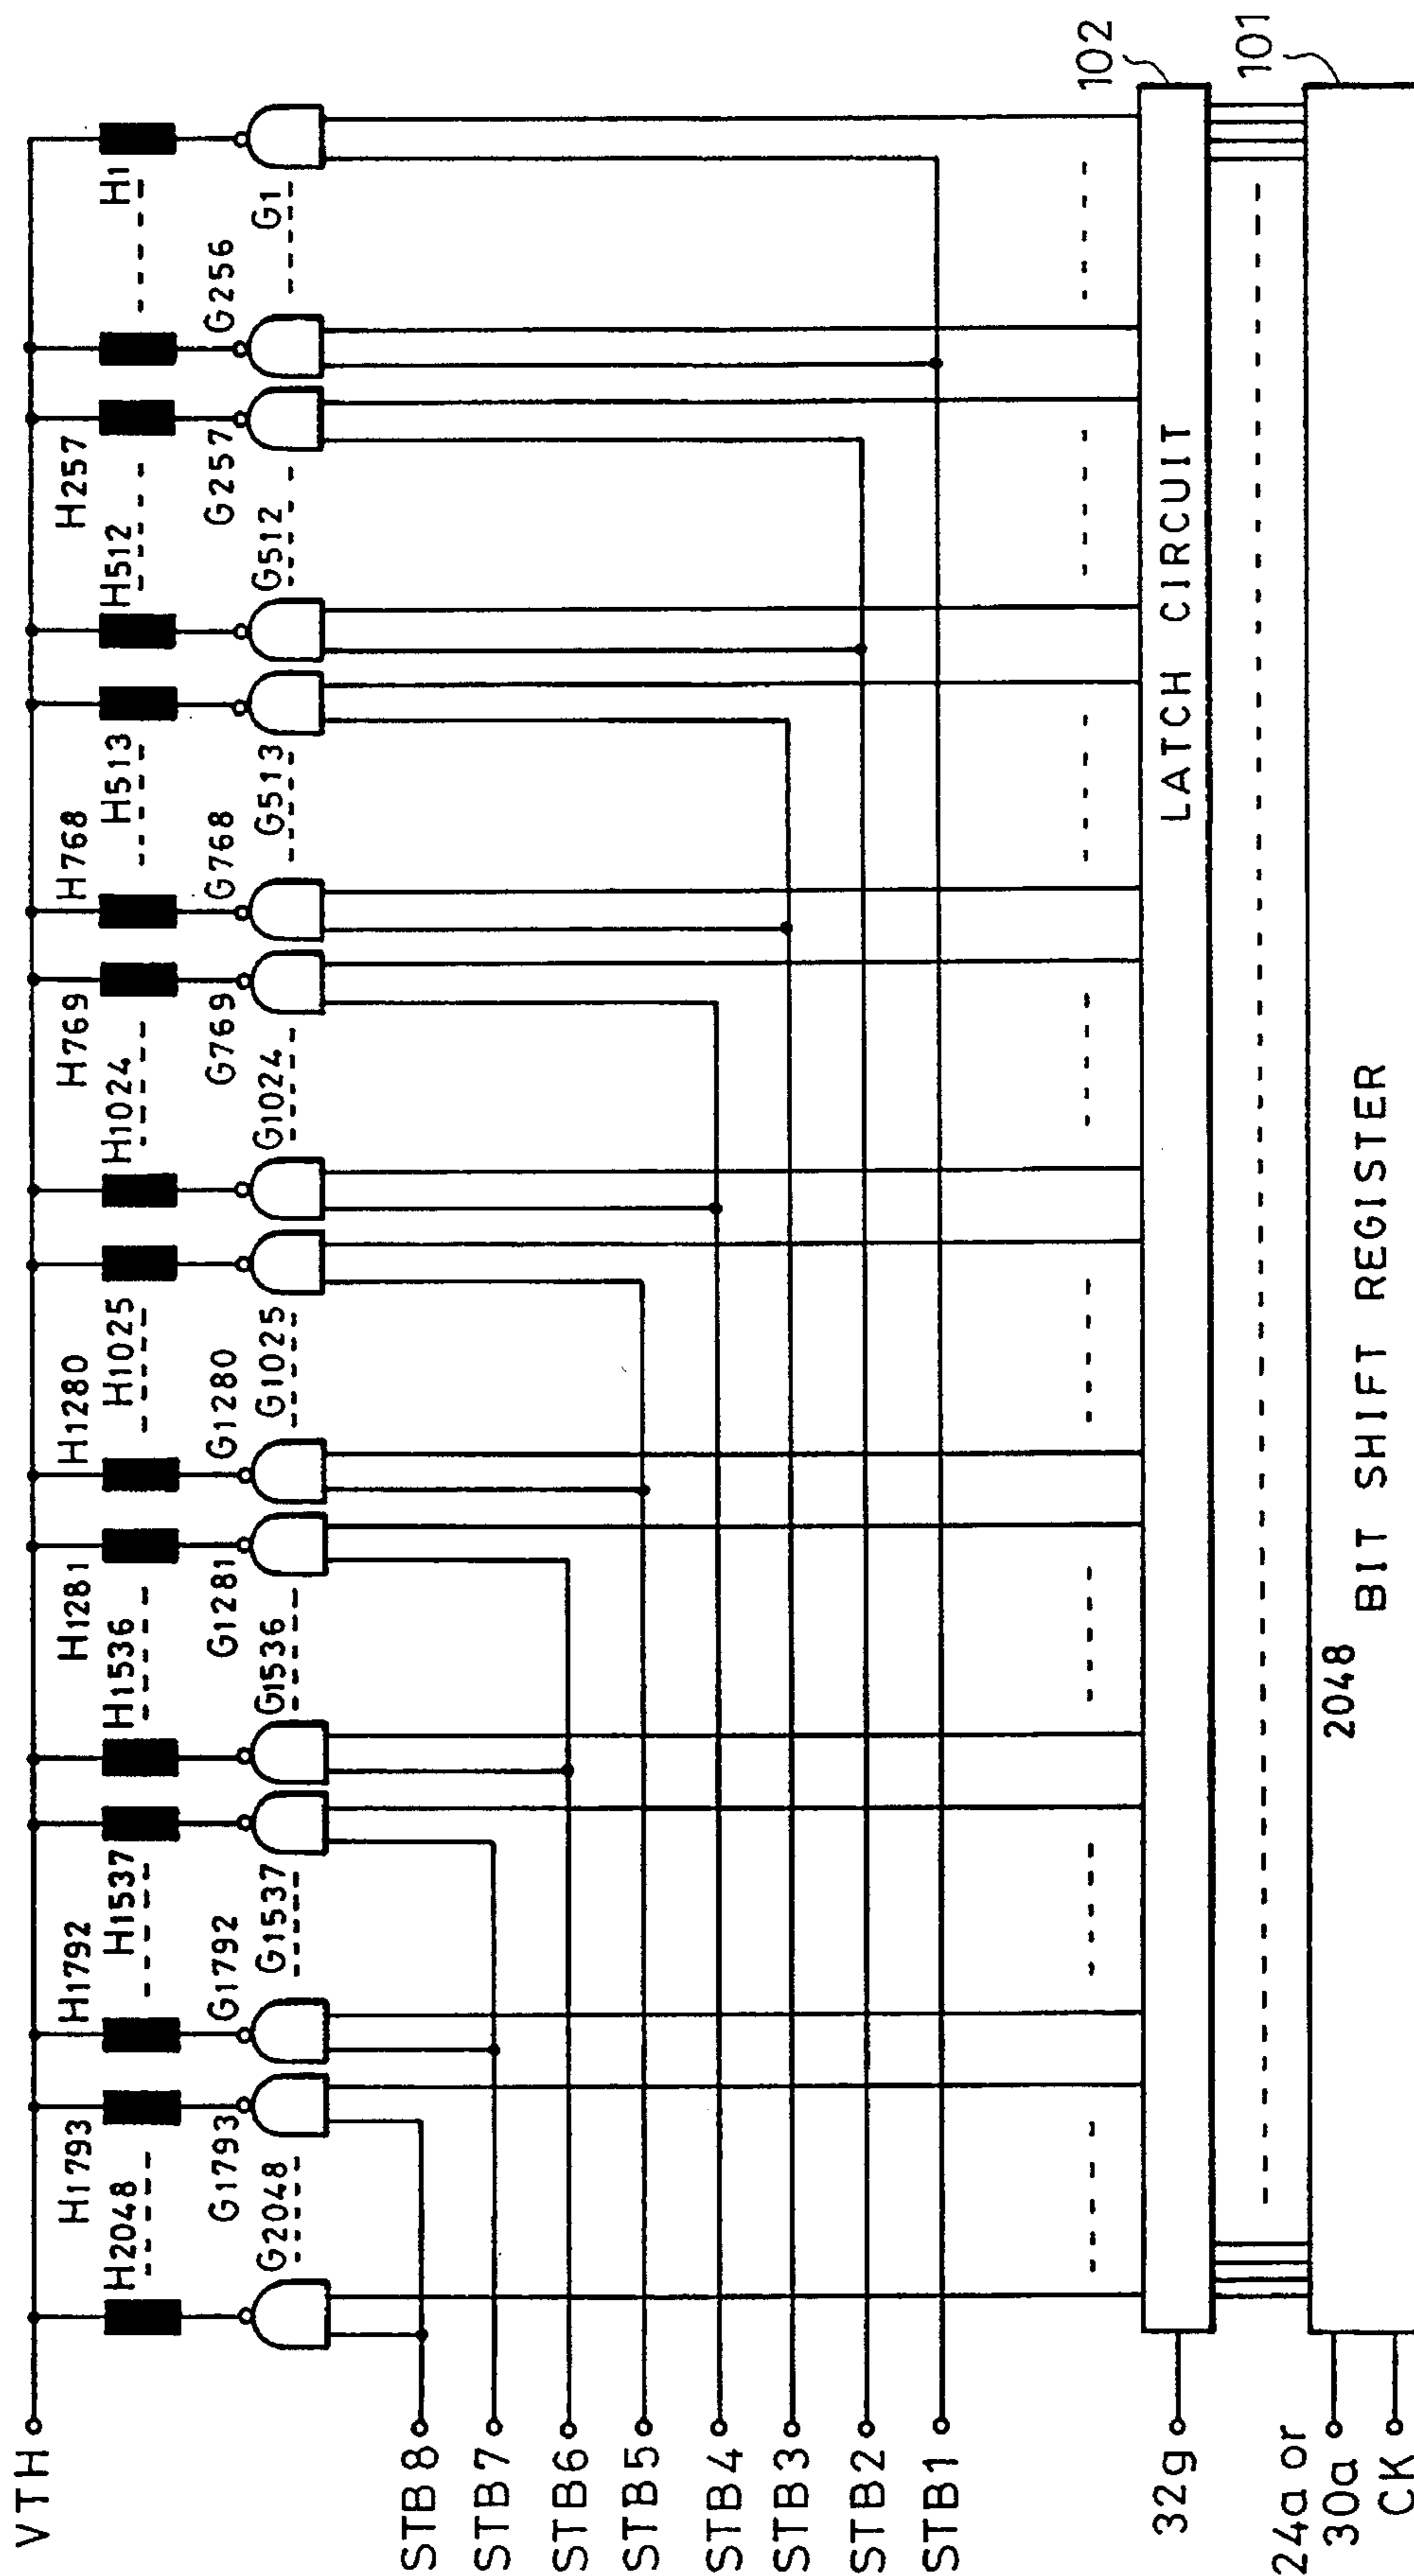 VTH
H2048
H1793
H1792
H1537
H1536
H1281
H1280
H1025
H1024
H769
H768
H513
H512
H257
H1
G2048
G1793
G1792
G1537
G1536
G1281
G1280
G1025
G1024
G769
G768
G513
G512
G257
G256
G1
STB8
STB7
STB6
STB5
STB4
STB3
STB2
STB1
102
32g
LATCH CIRCUIT
101
24a or
30a
CK
2048
BIT SHIFT REGISTER